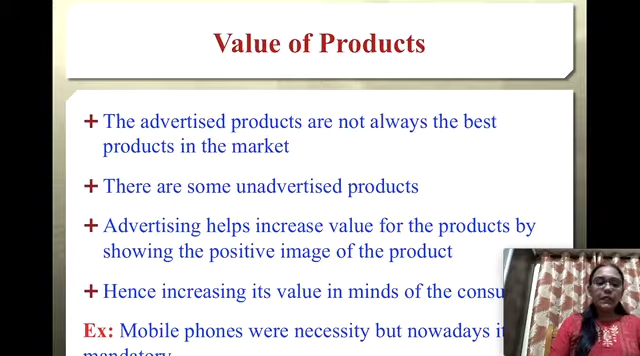 Value of Products
The advertised products are not always the best
products in the market
There are some unadvertised products
Advertising helps increase value for the products by
showing the positive image of the product
Hence increasing its value in minds of the
Ex: Mobile phones were necessity but nowadays
mandatory